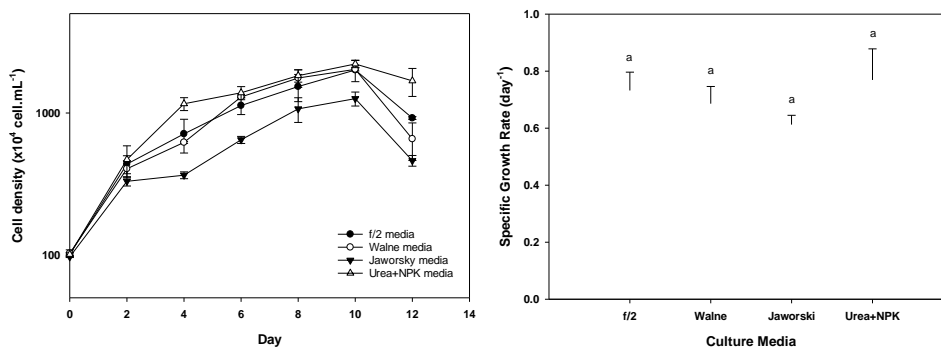 1000
100
Cell density (x10⁴ cell.mL⁻¹)
f/2 media
Walne media
Jaworsky media
Urea+NPK media
0 2 4 6 8 10 12 14
Day
1.0
0.8
0.6
0.4
0.2
0.0
Specific Growth Rate (day⁻¹)
a
a
a
a
f/2 Walne Jaworski Urea+NPK
Culture Media